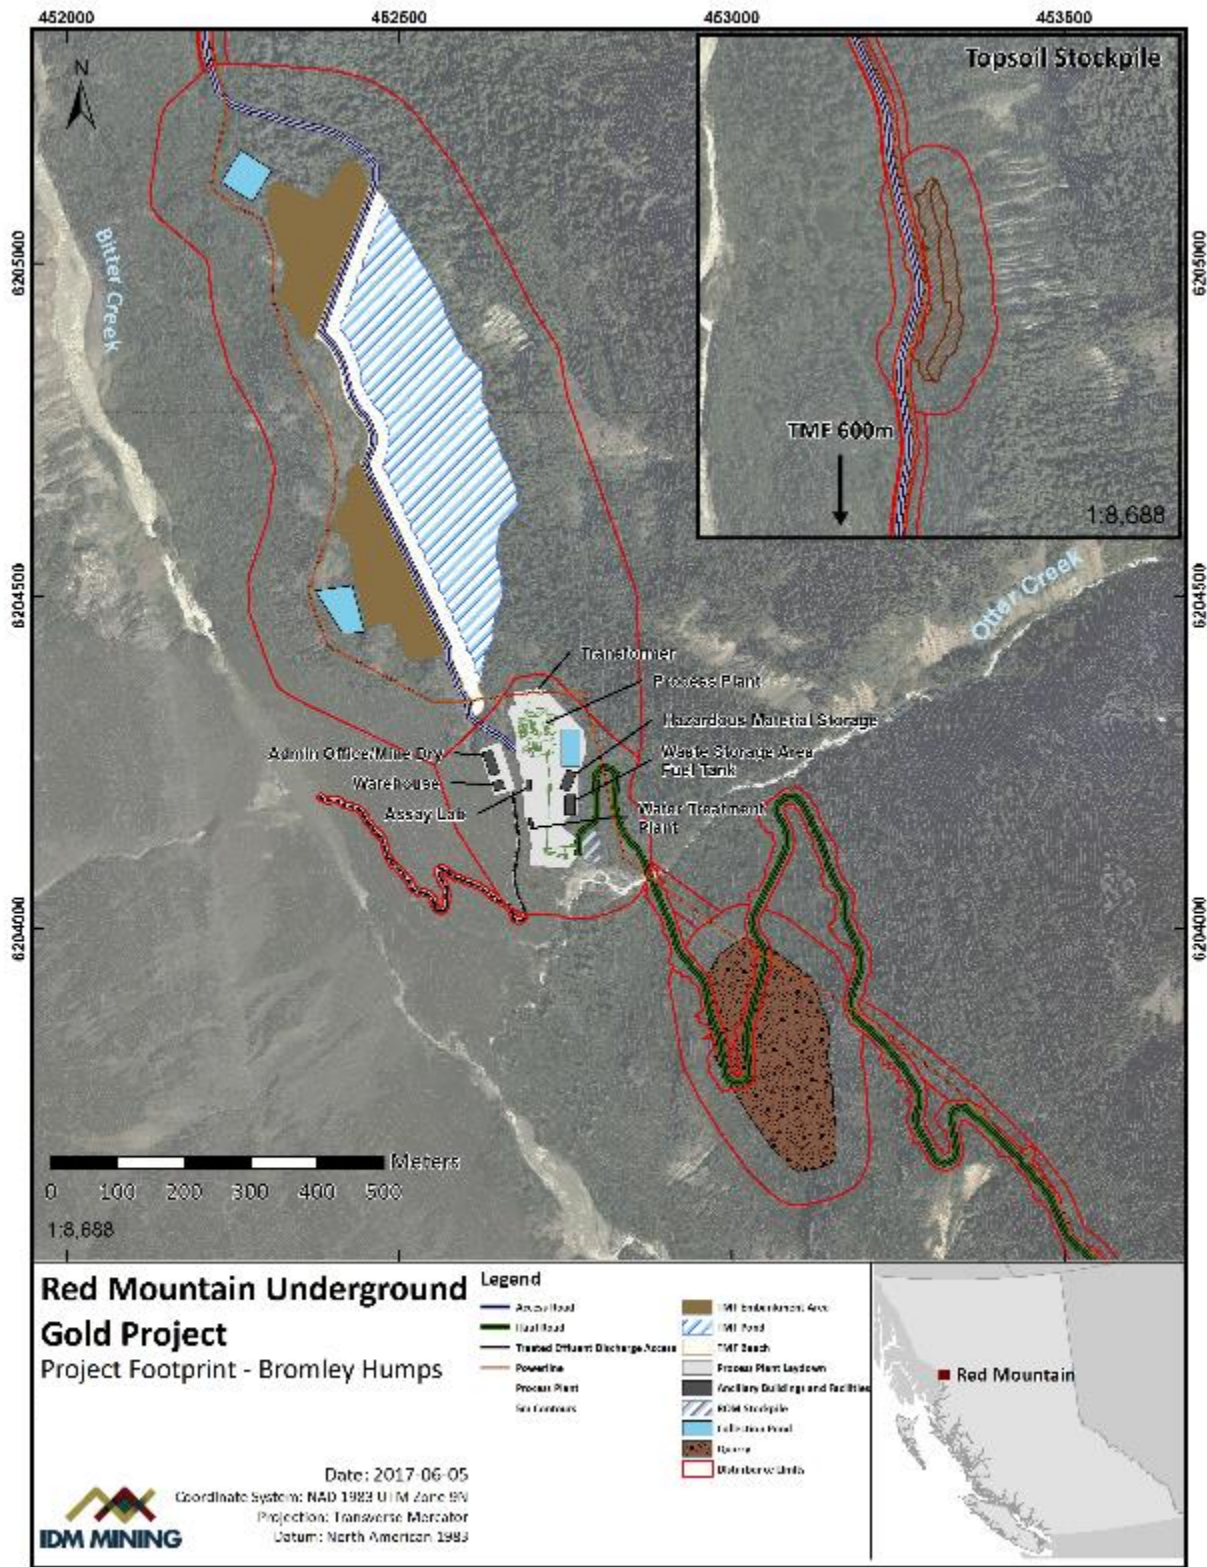 452000 452500 453000 453500
N
Topsoil Stockpile
6205000
6205000
Bitter Creek
TMF 600m
1:8,688
6204500
6204500
Otter Creek
Transformer
Process Plant
Hazardous Material Storage
Admin Office/Mine Dry
Waste Storage Area
Fuel Tank
Warehouse
Assay Lab
Water Treatment
Plant
6204000
6204000
Meters
0 100 200 300 400 500
1:8,688
Red Mountain Underground
Gold Project
Project Footprint - Bromley Humps
Legend
Access Road
Haul Road
Treated Effluent Discharge Access
Powerline
Process Plant
5m Contours
TMF Embankment Area
TMF Pond
TMF Beach
Process Plant Laydown
Ancillary Buildings and Facilities
ROM Stockpile
Collection Pond
Quarry
Disturbance Limits
Red Mountain
Date: 2017-06-05
Coordinate System: NAD 1983 UTM Zone 9N
Projection: Transverse Mercator
Datum: North American 1983
IDM MINING